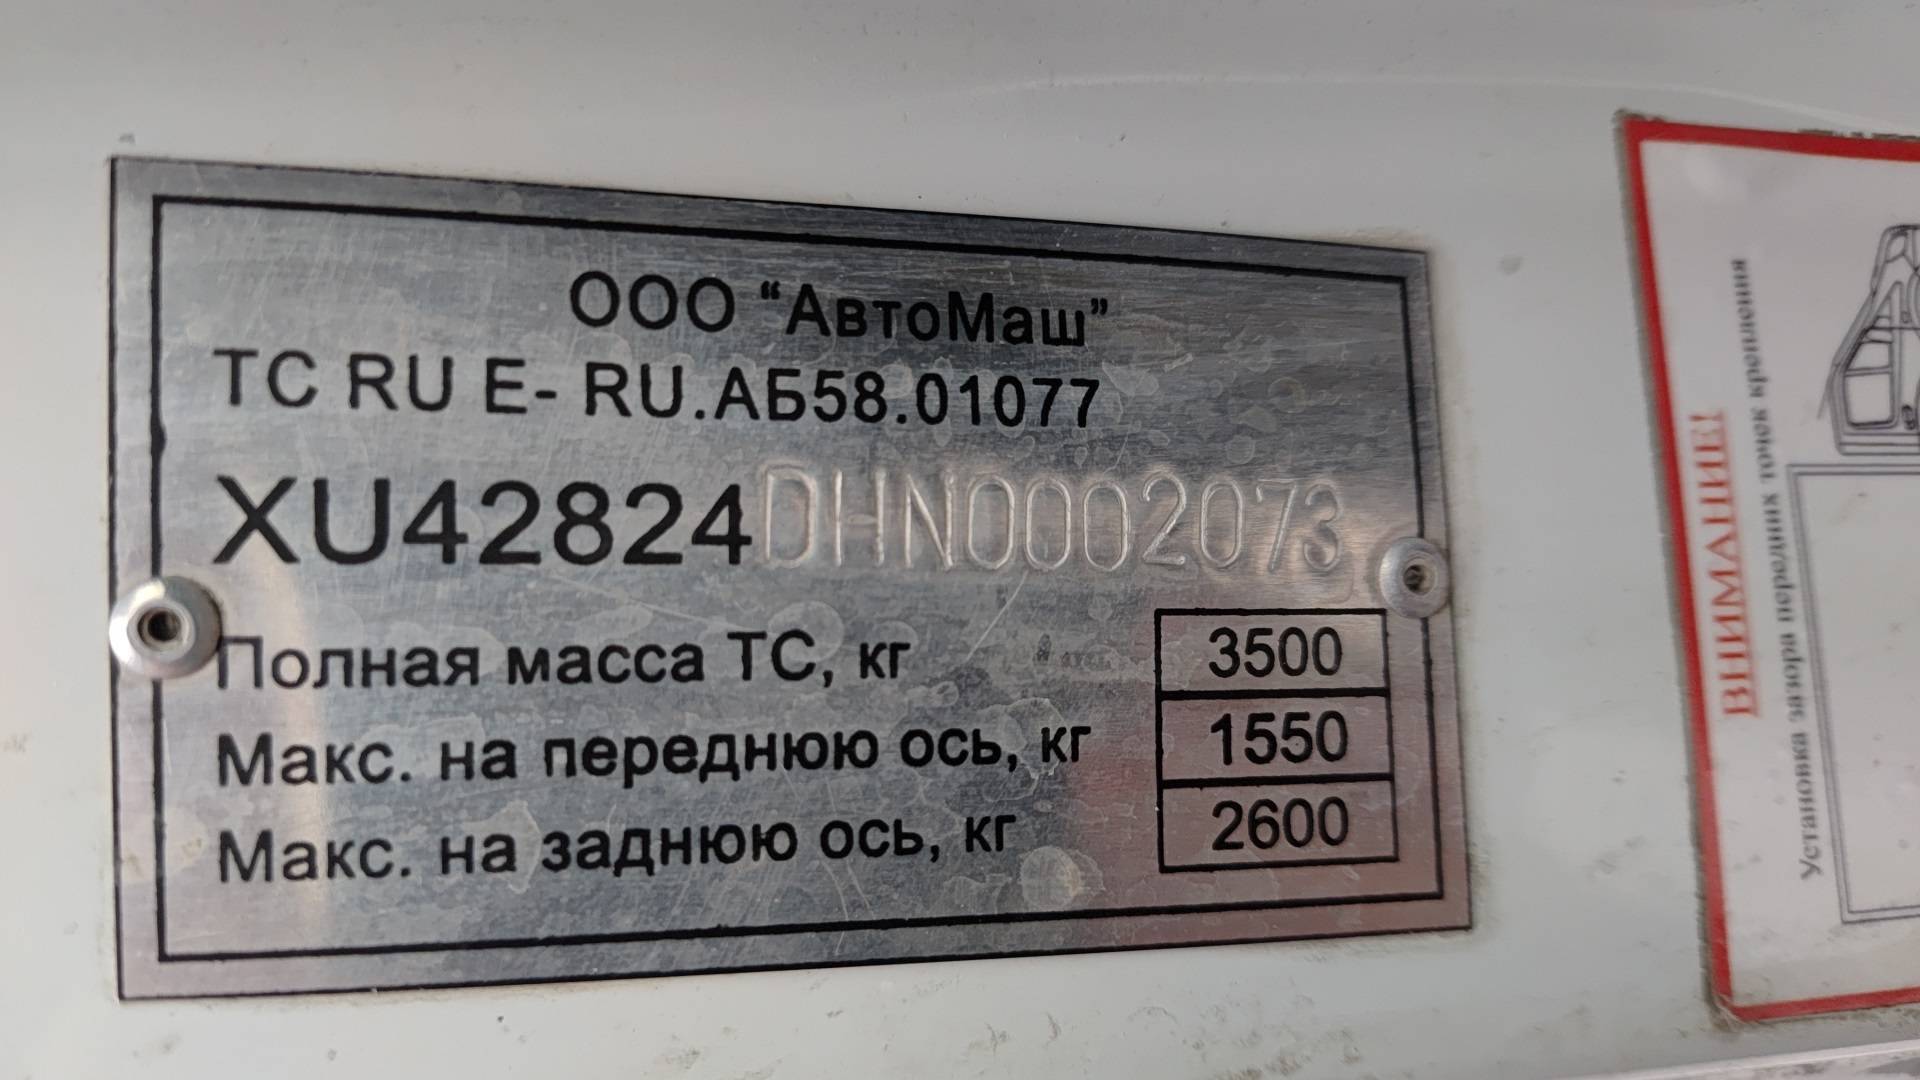 ООО “АвтоМаш”
ТС RU Е- RU.АБ58.01077
XU42824DHN0002073
Полная масса ТС, кг 3500
Макс. на переднюю ось, кг 1550
Макс. на заднюю ось, кг 2600
ВНИМАНИЕ!
Установка зазора передних точек крепления